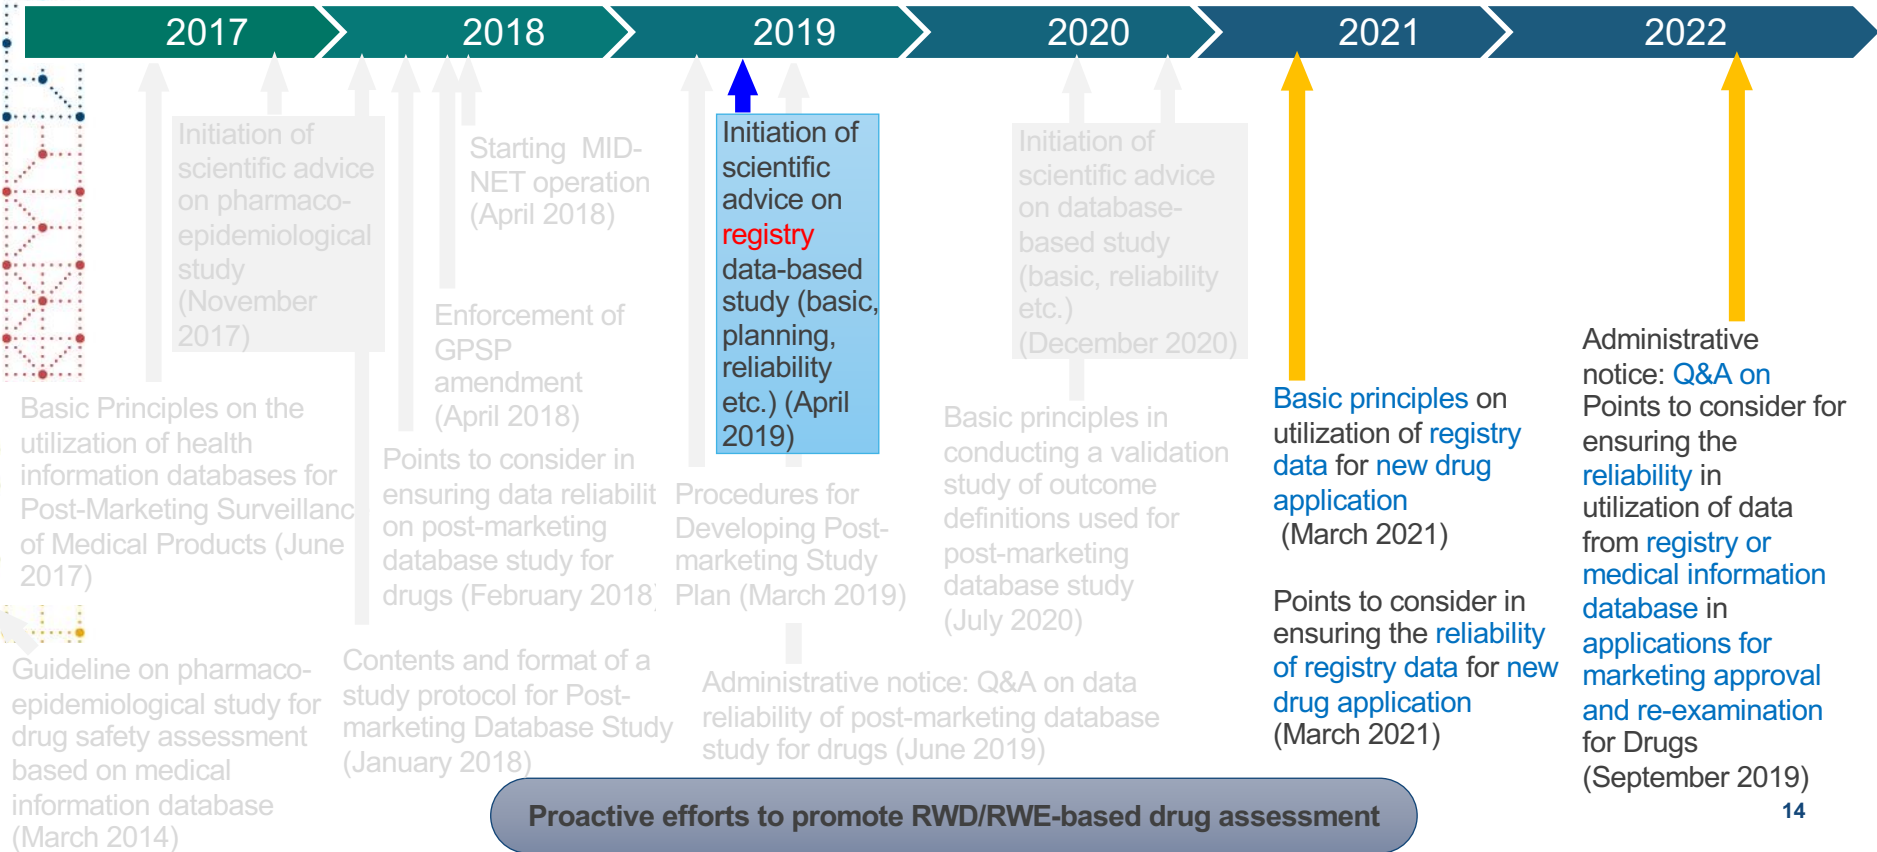 2017
2018
2019
2020
2021
2022
Initiation of
scientific advice
on pharmaco-
epidemiological
study
(November
2017)
Starting MID-
NET operation
(April 2018)
Enforcement of
GPSP
amendment
(April 2018)
Initiation of
scientific
advice on
registry
data-based
study (basic,
planning,
reliability
etc.) (April
2019)
Initiation of
scientific advice
on database-
based study
(basic, reliability
etc.)
(December 2020)
Basic Principles on the
utilization of health
information databases for
Post-Marketing Surveillanc
of Medical Products (June
2017)
Points to consider in
ensuring data reliabilit
on post-marketing
database study for
drugs (February 2018)
Procedures for
Developing Post-
marketing Study
Plan (March 2019)
Basic principles in
conducting a validation
study of outcome
definitions used for
post-marketing
database study
(July 2020)
Basic principles on
utilization of registry
data for new drug
application
(March 2021)
Points to consider in
ensuring the reliability
of registry data for new
drug application
(March 2021)
Administrative
notice: Q&A on
Points to consider for
ensuring the
reliability in
utilization of data
from registry or
medical information
database in
applications for
marketing approval
and re-examination
for Drugs
(September 2019)
Guideline on pharmaco-
epidemiological study for
drug safety assessment
based on medical
information database
(March 2014)
Contents and format of a
study protocol for Post-
marketing Database Study
(January 2018)
Administrative notice: Q&A on data
reliability of post-marketing database
study for drugs (June 2019)
Proactive efforts to promote RWD/RWE-based drug assessment
14